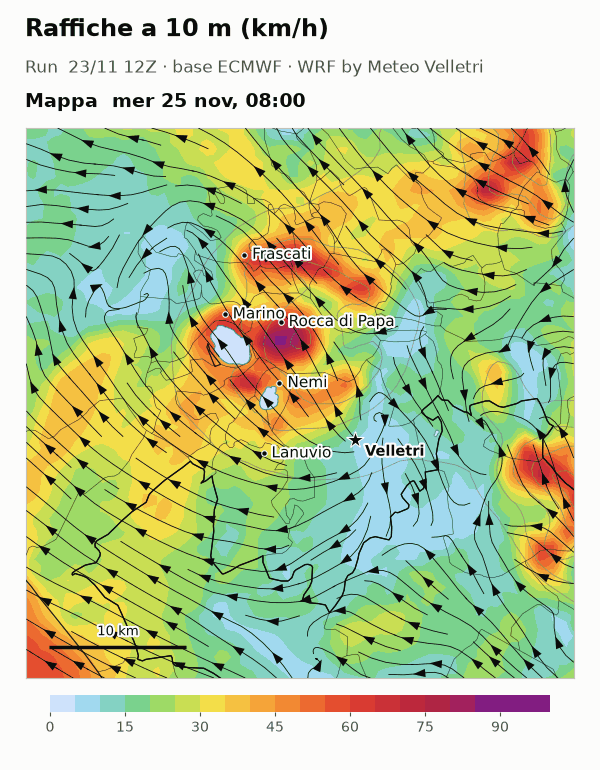 Raffiche a 10 m (km/h)
Run  23/11 12Z · base ECMWF · WRF by Meteo Velletri
Mappa  mer 25 nov, 08:00
Frascati
Marino
Rocca di Papa
Nemi
Velletri
Lanuvio
10 km
0 15 30 45 60 75 90